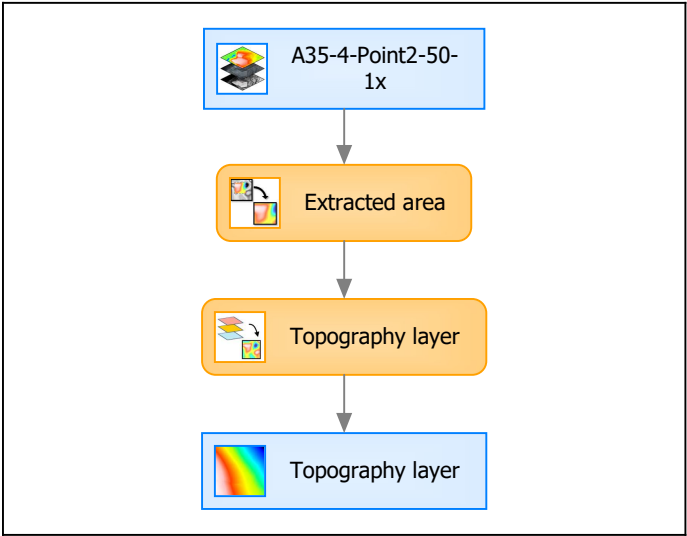 A35-4-Point2-50-
1x
Extracted area
Topography layer
Topography layer